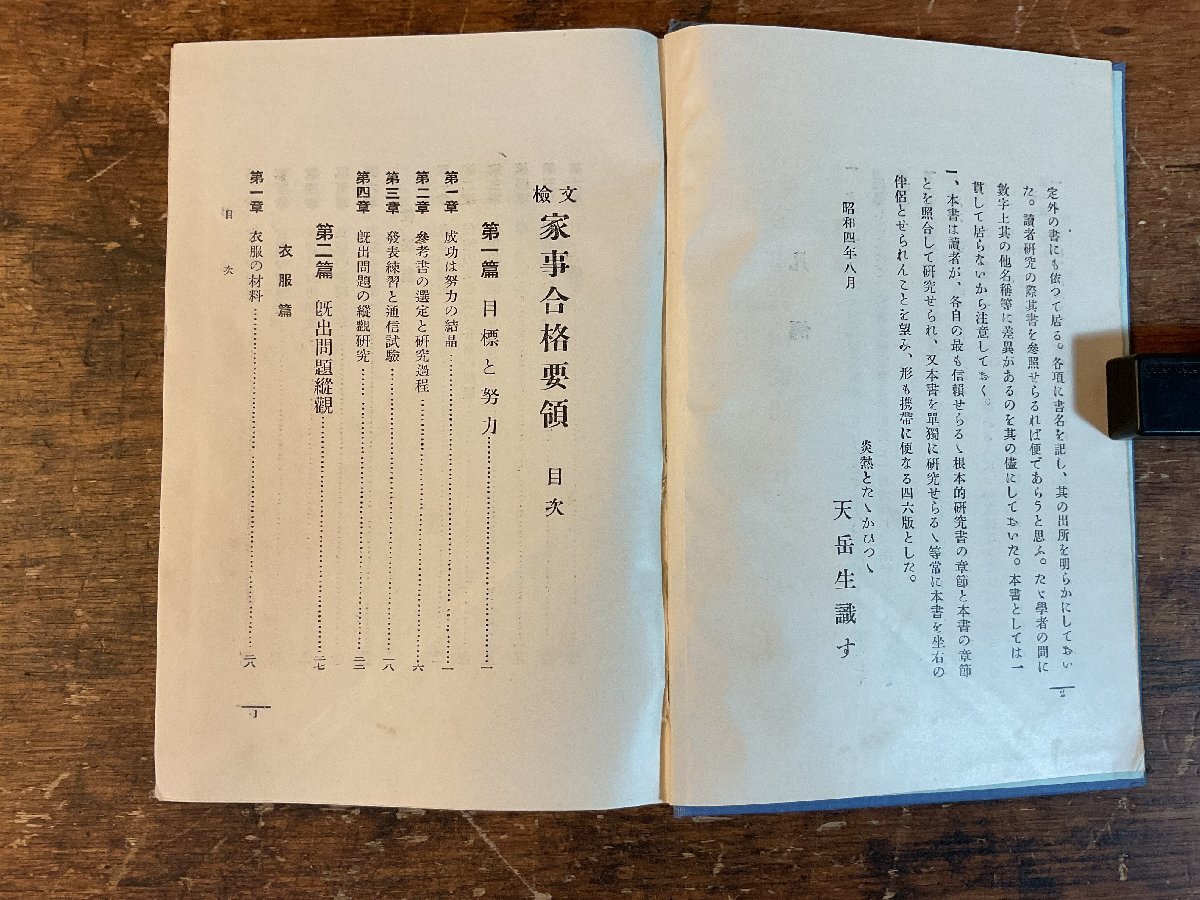 定外の書にも依つて居る。各項に書名を記し、其の出所を明らかにしておい
た。讀者研究の際其書を參照せらるれば便であらうと思ふ。たゞ學者の間に
數字上其の他名稱等に差異があるのを其の儘にしておいた。本書としては一
貫して居らないから注意しておく。
一、本書は讀者が、各自の最も信頼せらるゝ根本的研究書の章節と本書の章節
とを照合して研究せられ、又本書を單獨に研究せらるゝ等常に本書を坐右の
伴侶とせられんことを望み、形も携帶に便なる四六版とした。
昭和四年八月
炎熱とたゝかひつゝ
天岳生識す
2
文檢 家事合格要領 目次
第一篇 目標と努力……一
第一章 成功は努力の結晶……一
第二章 參考書の選定と研究過程……六
第三章 發表練習と通信試驗……一八
第四章 既出問題の縱觀研究……二三
第二篇 既出問題縱觀……二七
衣服篇
第一章 衣服の材料……二八
目次
1